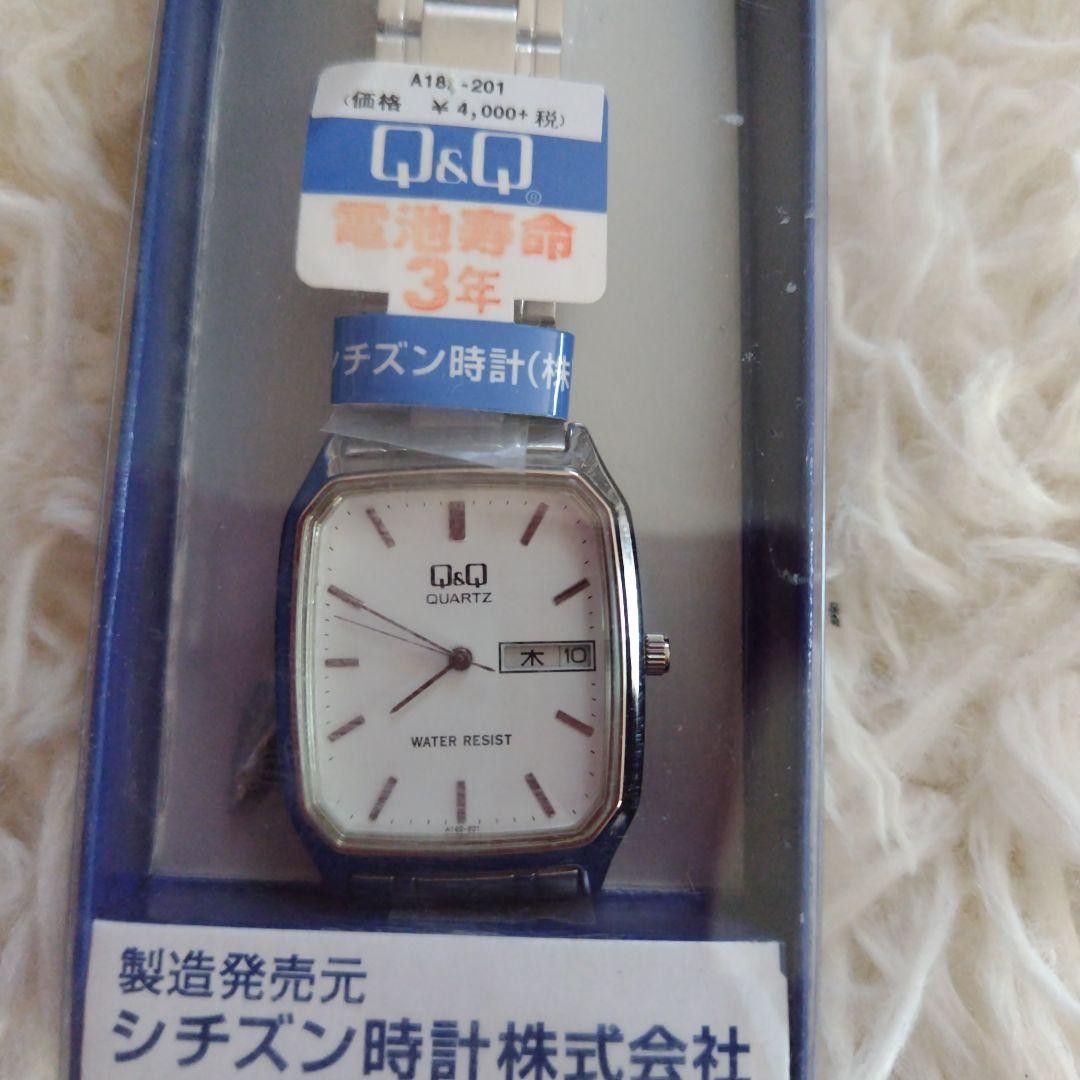 (価格 ¥4,000+税)
Q&Q®
電池寿命
3年
シチズン時計(株
Q&Q
QUARTZ
木 10
WATER RESIST
製造発売元
シチズン時計株式会社